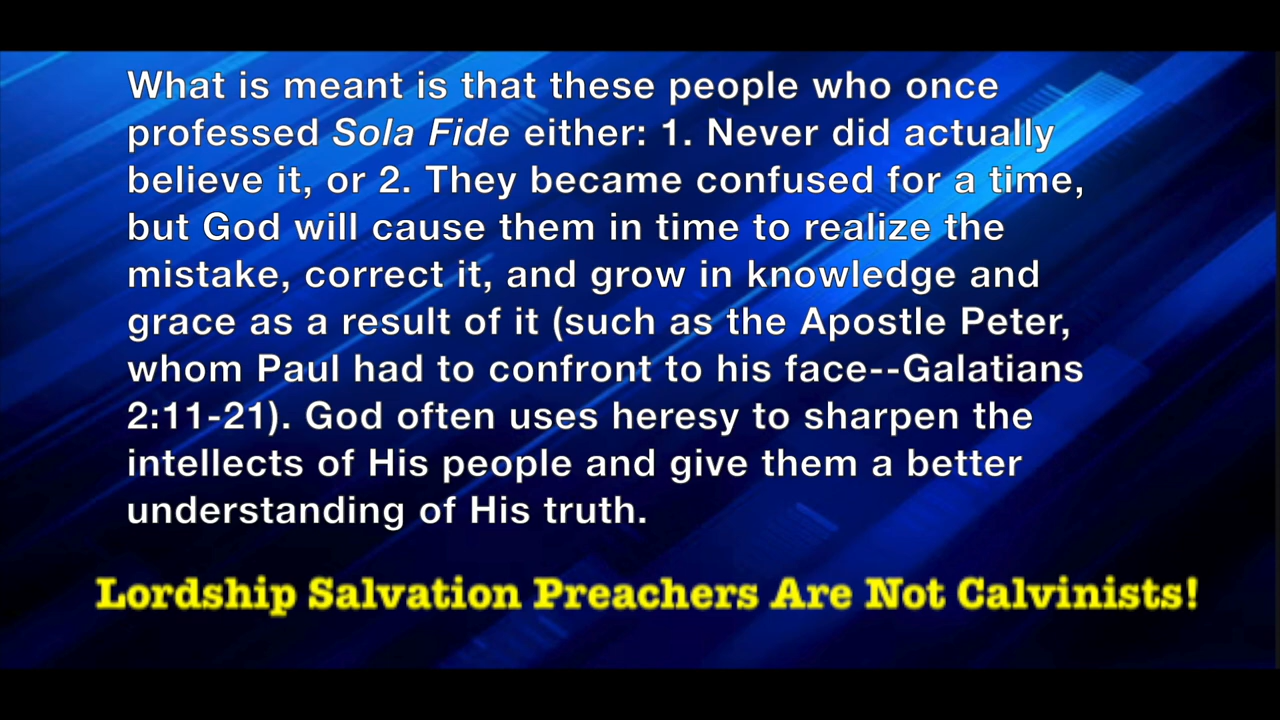 What is meant is that these people who once
professed Sola Fide either: 1. Never did actually
believe it, or 2. They became confused for a time,
but God will cause them in time to realize the
mistake, correct it, and grow in knowledge and
grace as a result of it (such as the Apostle Peter,
whom Paul had to confront to his face--Galatians
2:11-21). God often uses heresy to sharpen the
intellects of His people and give them a better
understanding of His truth.
Lordship Salvation Preachers Are Not Calvinists!